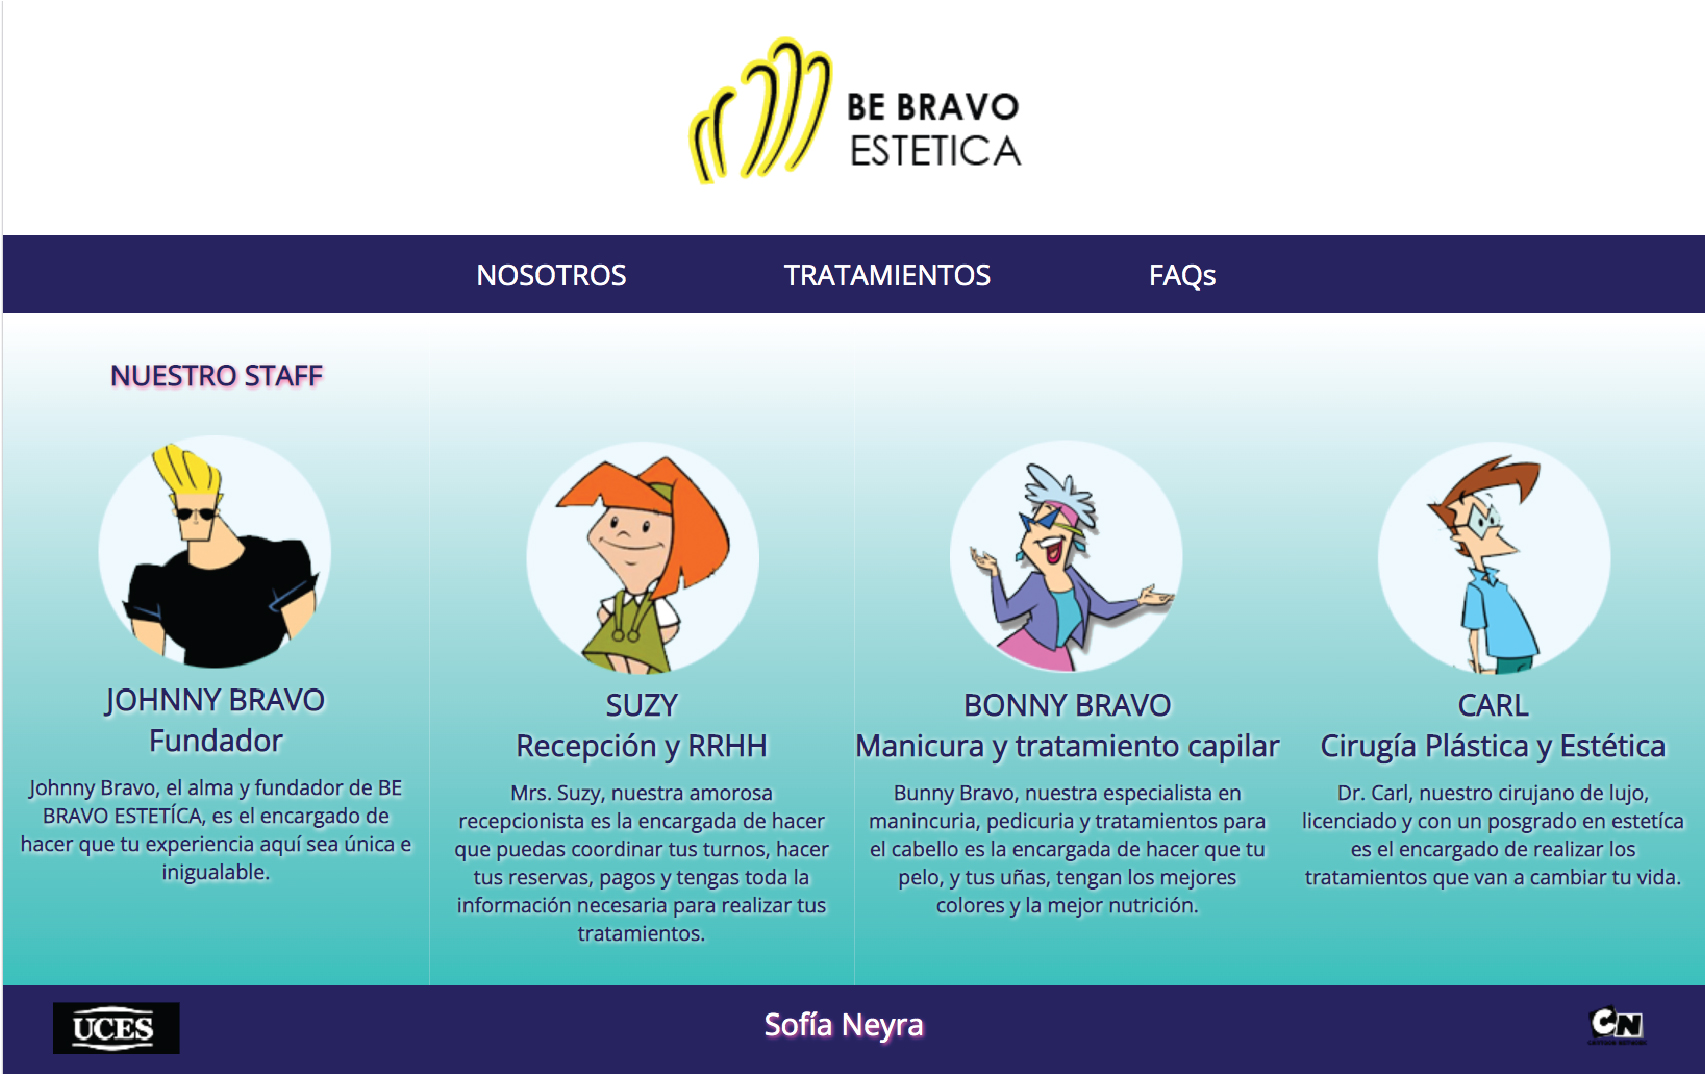 BE BRAVO
ESTETICA
NOSOTROS
TRATAMIENTOS
FAQs
NUESTRO STAFF
JOHNNY BRAVO
Fundador
Johnny Bravo, el alma y fundador de BE
BRAVO ESTETÍCA, es el encargado de
hacer que tu experiencia aquí sea única e
inigualable.
SUZY
Recepción y RRHH
Mrs. Suzy, nuestra amorosa
recepcionista es la encargada de hacer
que puedas coordinar tus turnos, hacer
tus reservas, pagos y tengas toda la
información necesaria para realizar tus
tratamientos.
BONNY BRAVO
Manicura y tratamiento capilar
Bunny Bravo, nuestra especialista en
manincuria, pedicuria y tratamientos para
el cabello es la encargada de hacer que tu
pelo, y tus uñas, tengan los mejores
colores y la mejor nutrición.
CARL
Cirugía Plástica y Estética
Dr. Carl, nuestro cirujano de lujo,
licenciado y con un posgrado en estetíca
es el encargado de realizar los
tratamientos que van a cambiar tu vida.
UCES
Sofía Neyra
CN
CARTOON NETWORK